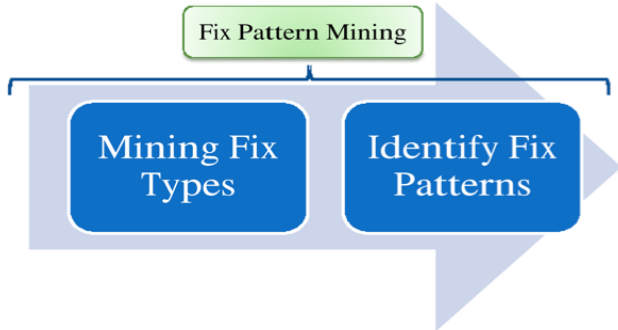 Fix Pattern Mining
Mining Fix
Types
Identify Fix
Patterns